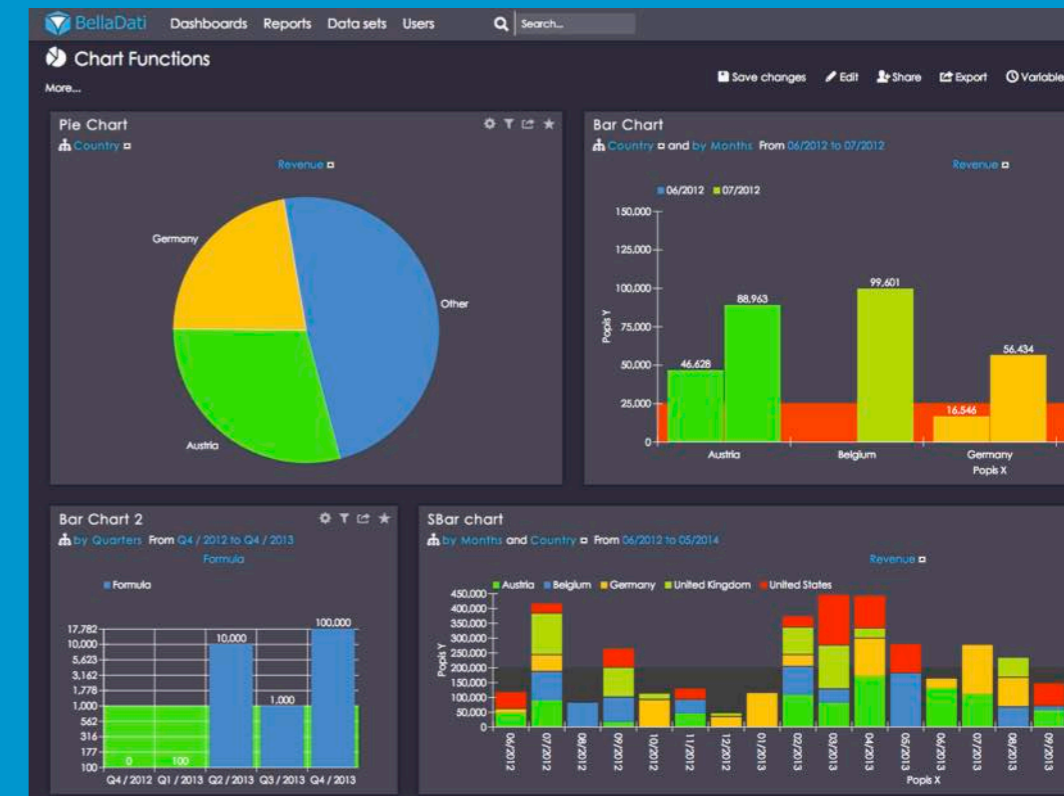 BellaDati Dashboards Reports Data sets Users Search...
Chart Functions
More...
Save changes Edit Share Export Variable
Pie Chart
Country
Revenue
Germany
Other
Austria
Bar Chart
Country and by Months From 06/2012 to 07/2012
Revenue
06/2012 07/2012
150,000
125,000
100,000
75,000
50,000
25,000
0
Popis Y
46,628
88,963
99,601
16,546
56,434
Austria Belgium Germany
Popis X
Bar Chart 2
by Quarters From Q4 / 2012 to Q4 / 2013
Formula
Formula
17,782
10,000
5,623
3,162
1,778
1,000
562
316
177
100
0
100
10,000
1,000
100,000
Q4 / 2012 Q1 / 2013 Q2 / 2013 Q3 / 2013 Q4 / 2013
SBar chart
by Months and Country From 06/2012 to 05/2014
Revenue
Austria Belgium Germany United Kingdom United States
450,000
400,000
350,000
300,000
250,000
200,000
150,000
100,000
50,000
0
Popis Y
06/2012 07/2012 08/2012 09/2012 10/2012 11/2012 12/2012 01/2013 02/2013 03/2013 04/2013 05/2013 06/2013 07/2013 08/2013 09/2013
Popis X